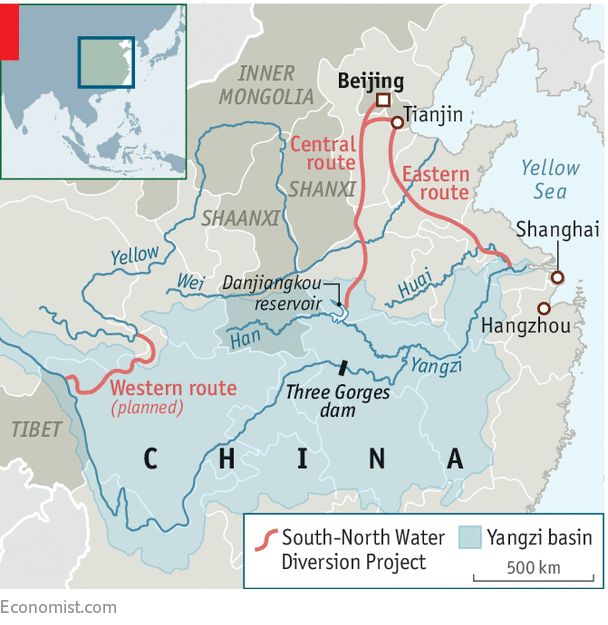 INNER
MONGOLIA
Beijing
Tianjin
Central
route
Eastern
route
SHANXI
SHAANXI
Yellow
Sea
Shanghai
Yellow
Wei
Danjiangkou
reservoir
Huai
Hangzhou
Han
Yangzi
Western route
(planned)
Three Gorges
dam
TIBET
C H I N A
South-North Water
Diversion Project
Yangzi basin
500 km
Economist.com